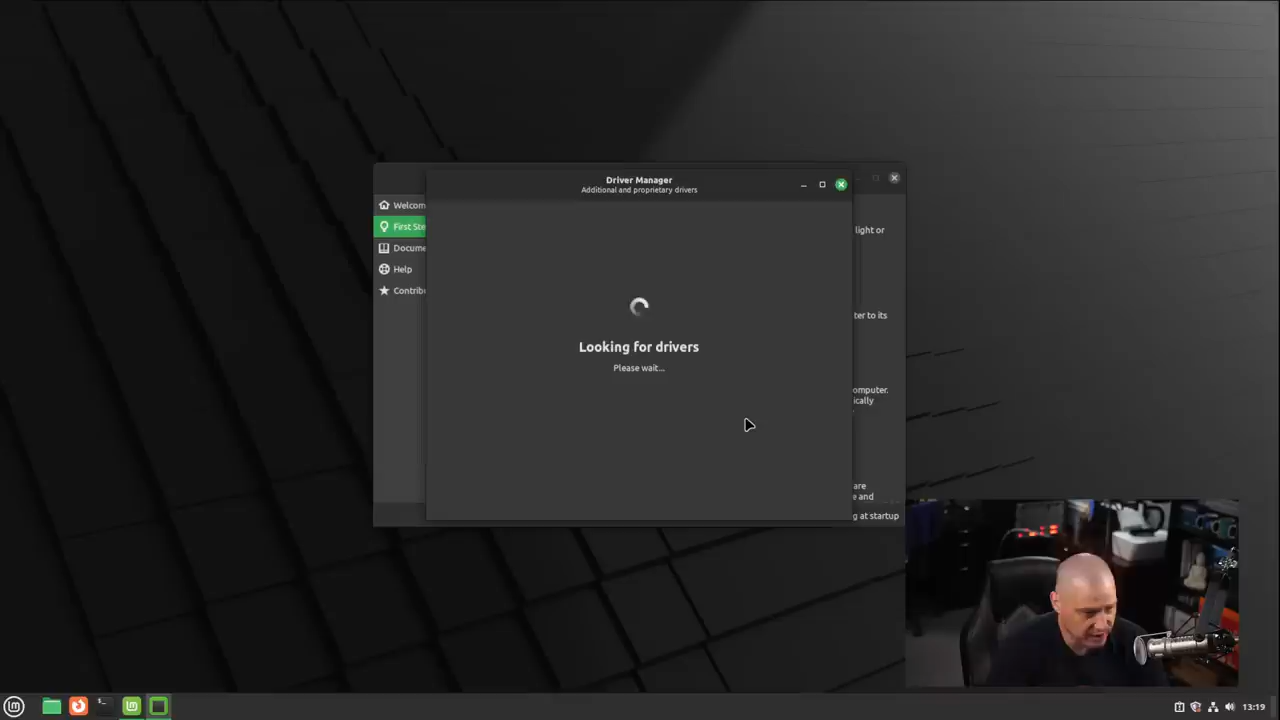 Driver Manager
Additional and proprietary drivers
Welcom
First Ste
Docume
Help
Contribu
light or
ter to its
omputer.
ically
are
e and
g at startup
Looking for drivers
Please wait...
13:19